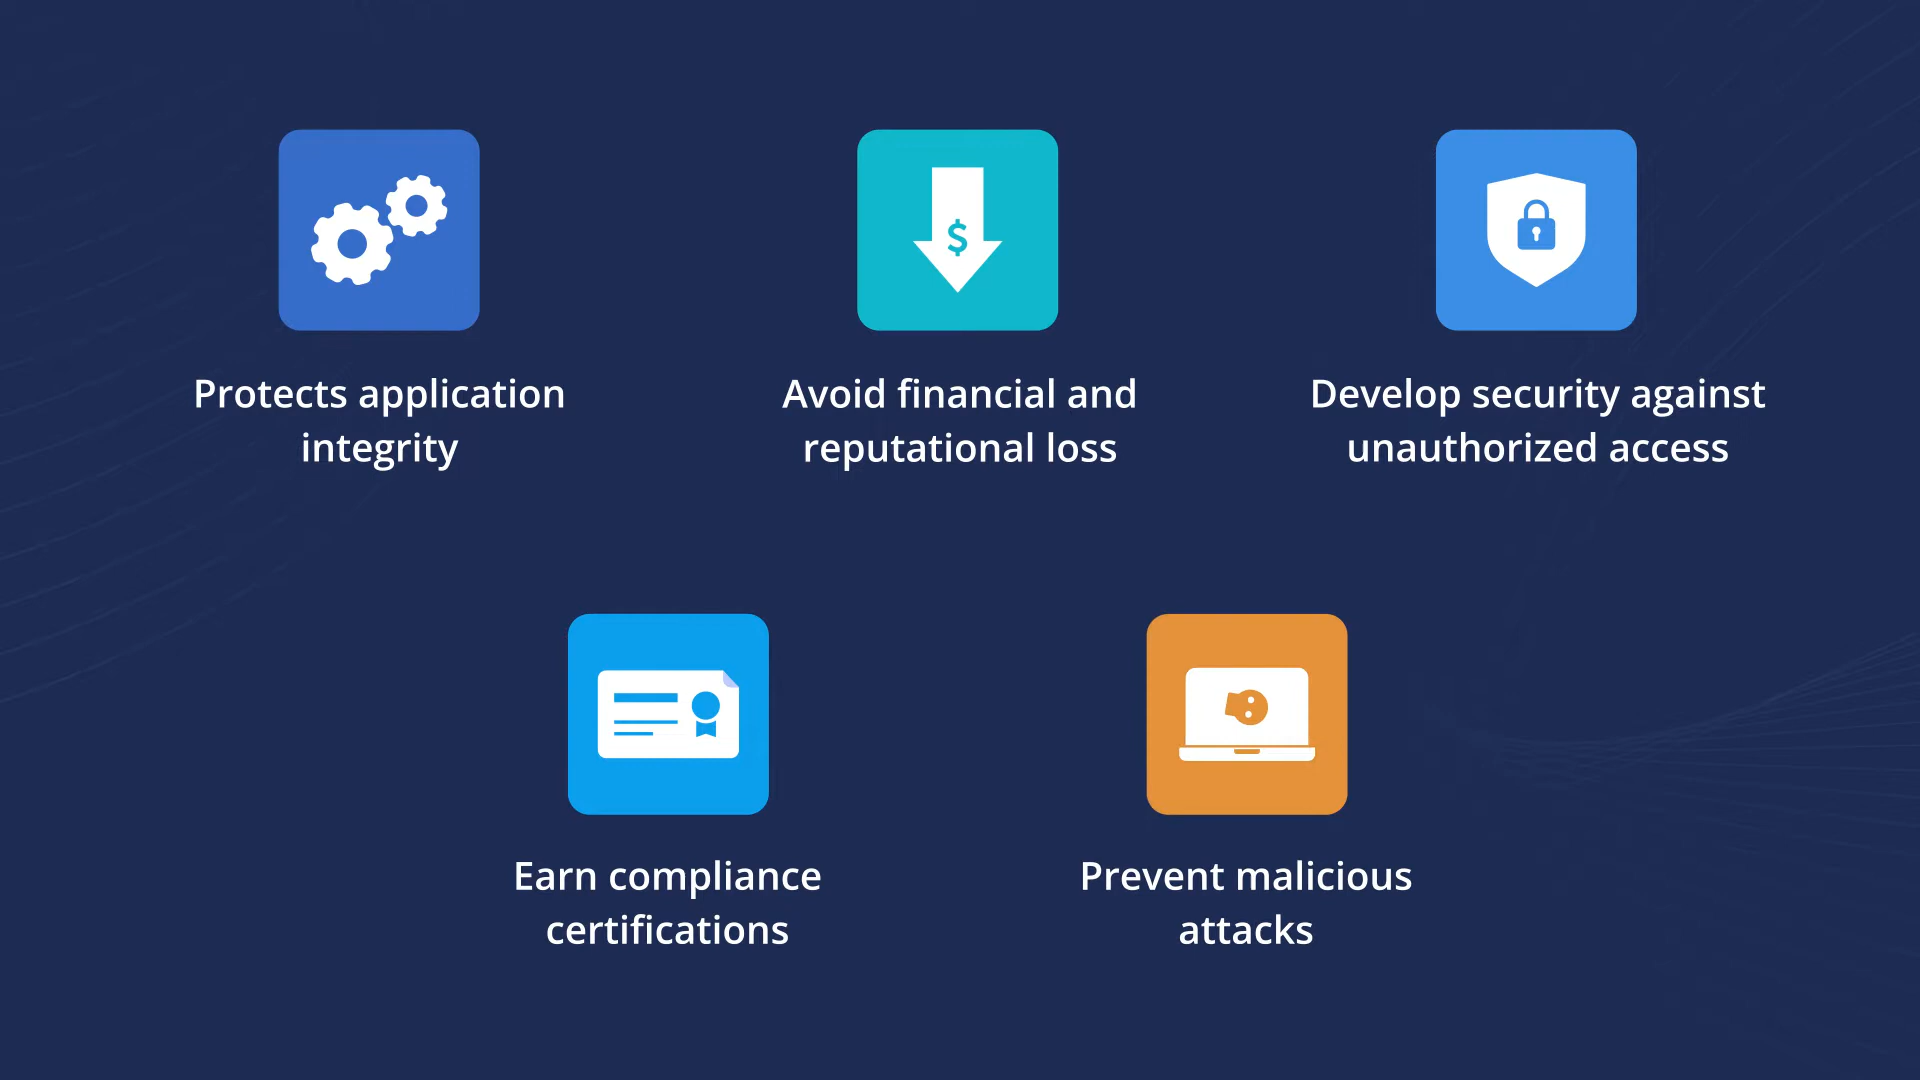 $
Protects application
integrity
Avoid financial and
reputational loss
Develop security against
unauthorized access
Earn compliance
certifications
Prevent malicious
attacks